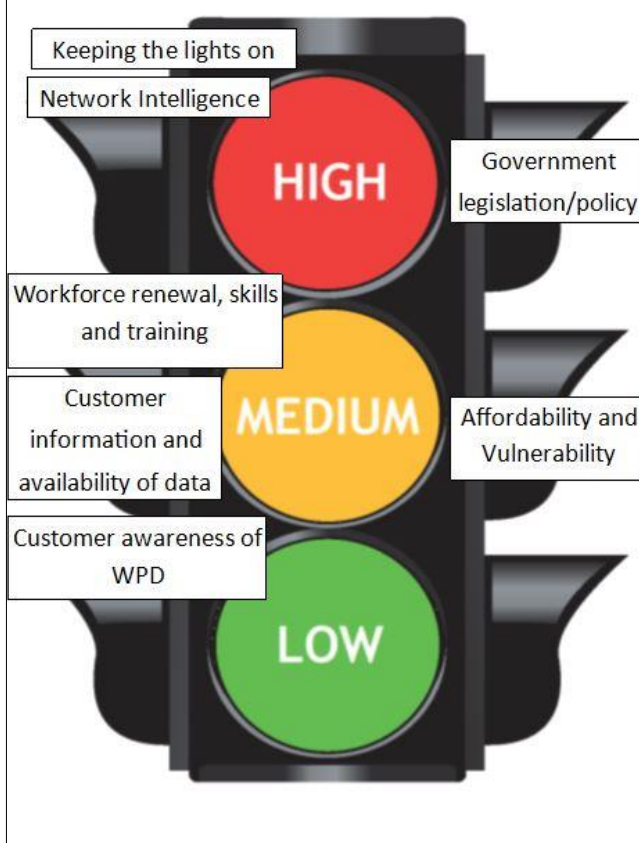 Keeping the lights on
Network Intelligence
HIGH
Government
legislation/policy
Workforce renewal, skills
and training
Customer
information and
availability of data
MEDIUM
Affordability and
Vulnerability
Customer awareness of
WPD
LOW